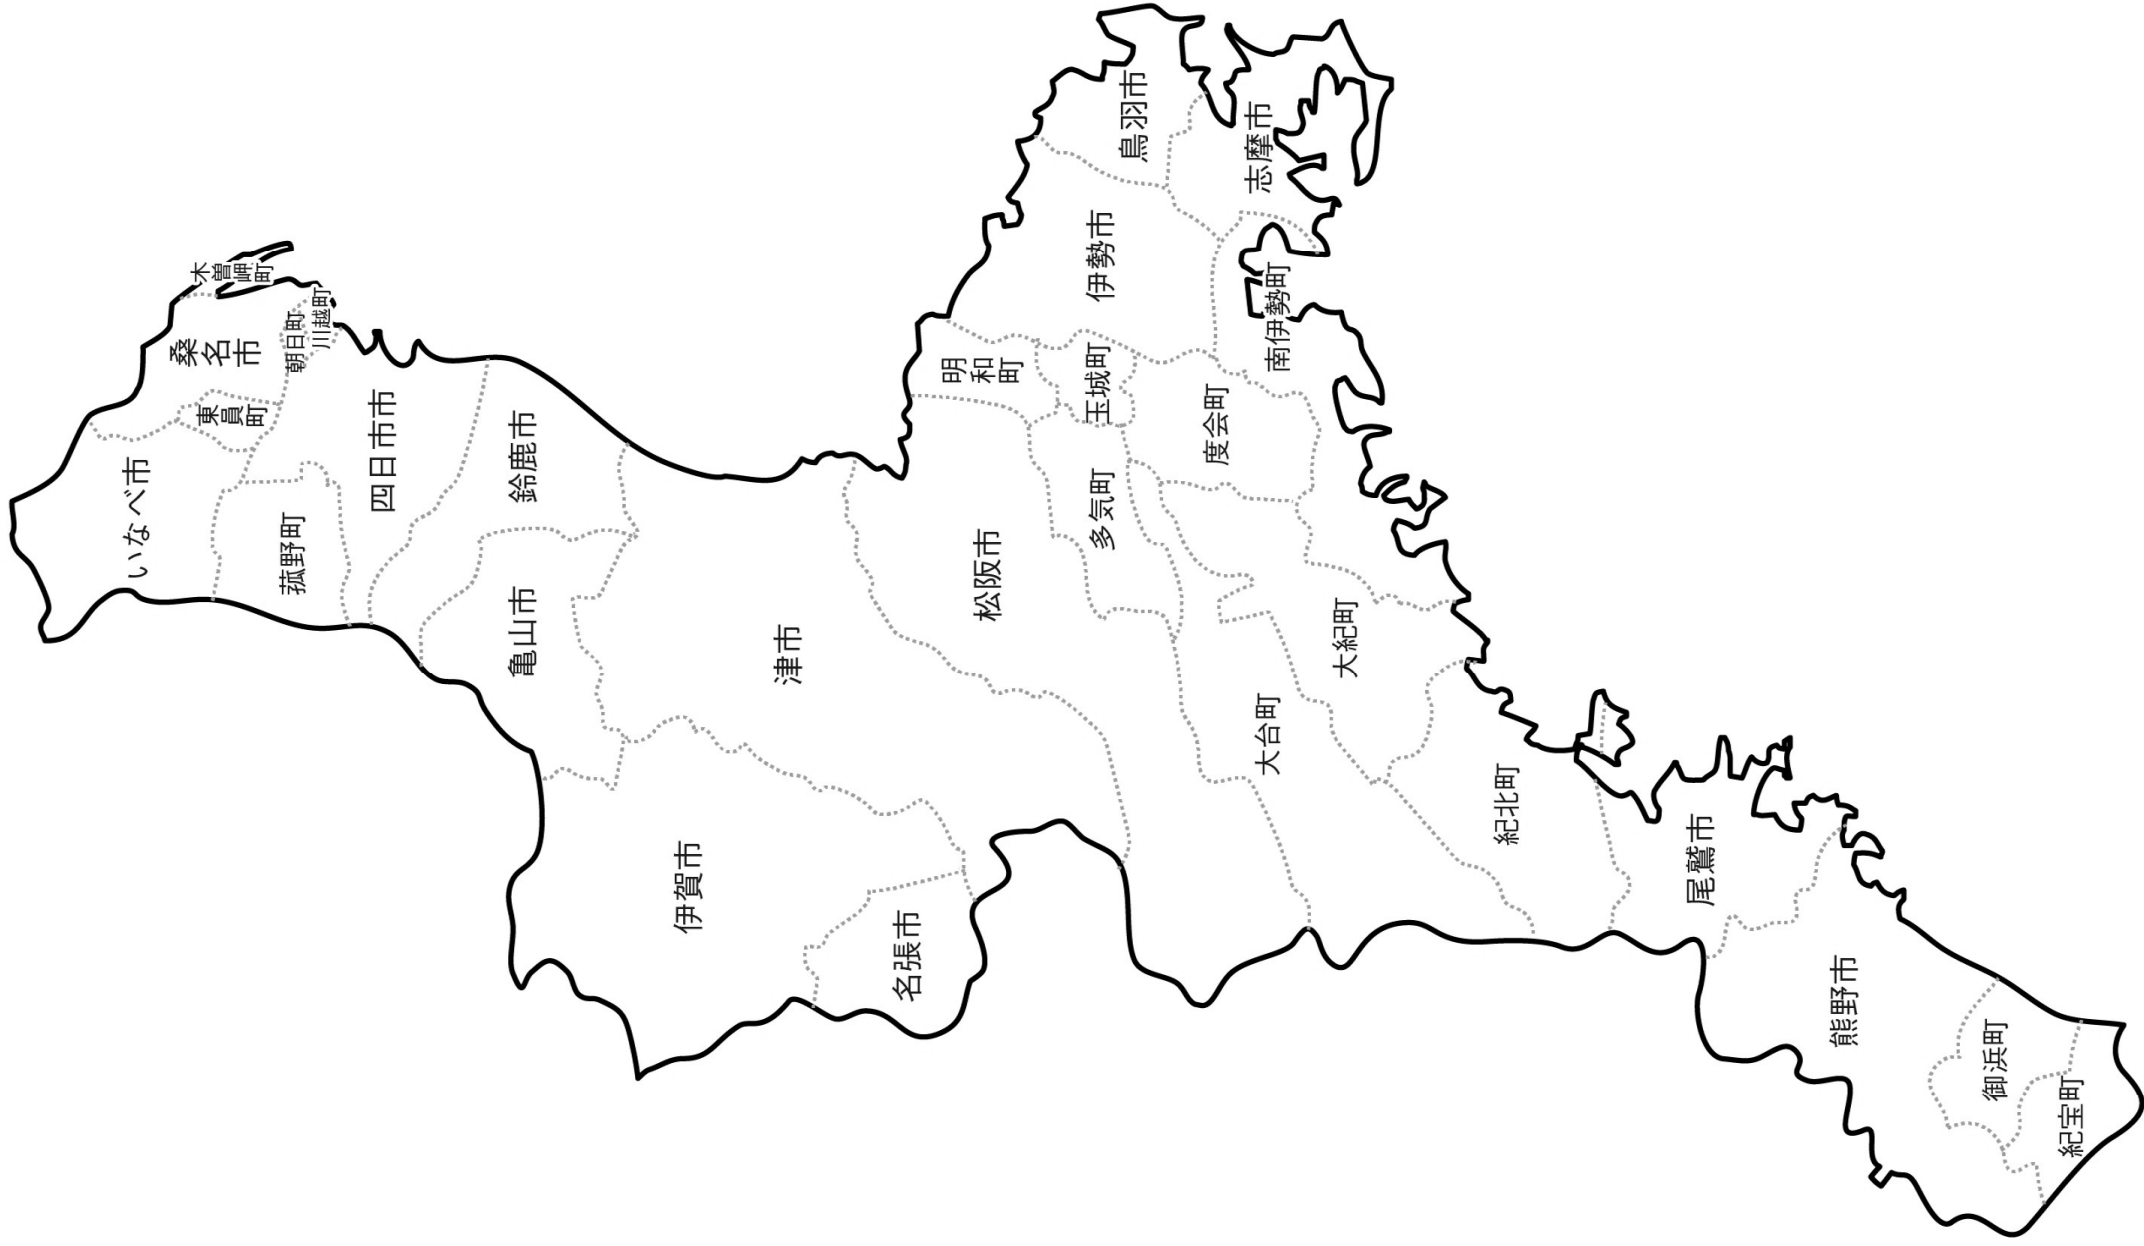 木曽岬町
桑名市
いなべ市
東員町
朝日町
川越町
四日市市
菰野町
鈴鹿市
亀山市
津市
伊賀市
名張市
松阪市
明和町
多気町
玉城町
伊勢市
鳥羽市
志摩市
南伊勢町
度会町
大紀町
大台町
紀北町
尾鷲市
熊野市
御浜町
紀宝町